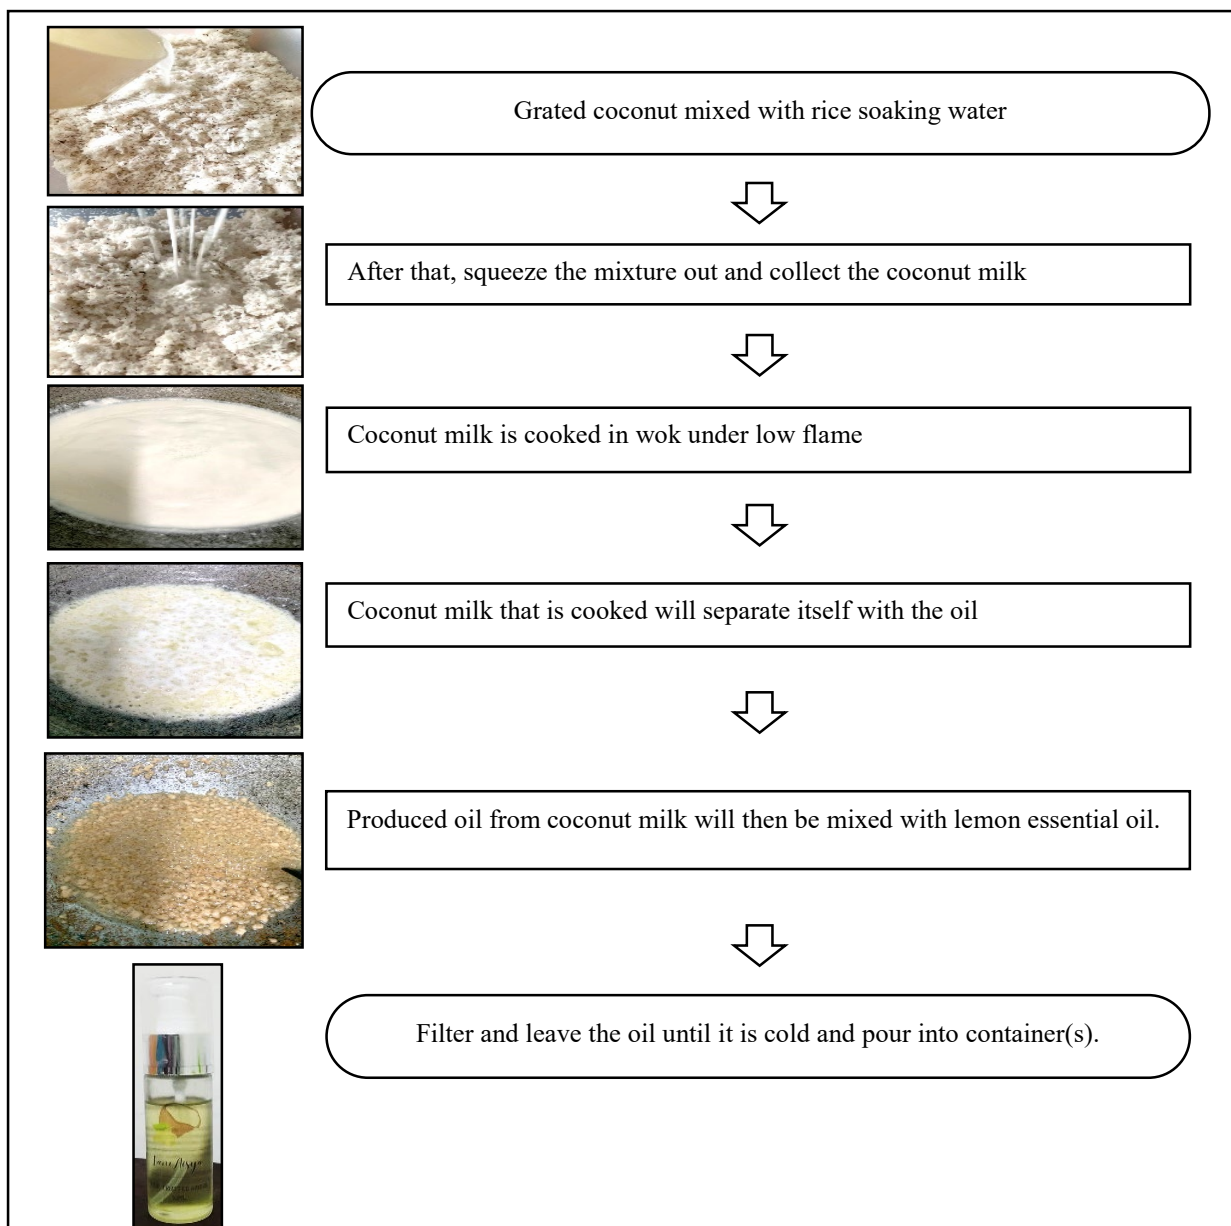 Grated coconut mixed with rice soaking water
After that, squeeze the mixture out and collect the coconut milk
Coconut milk is cooked in wok under low flame
Coconut milk that is cooked will separate itself with the oil
Produced oil from coconut milk will then be mixed with lemon essential oil.
Filter and leave the oil until it is cold and pour into container(s).